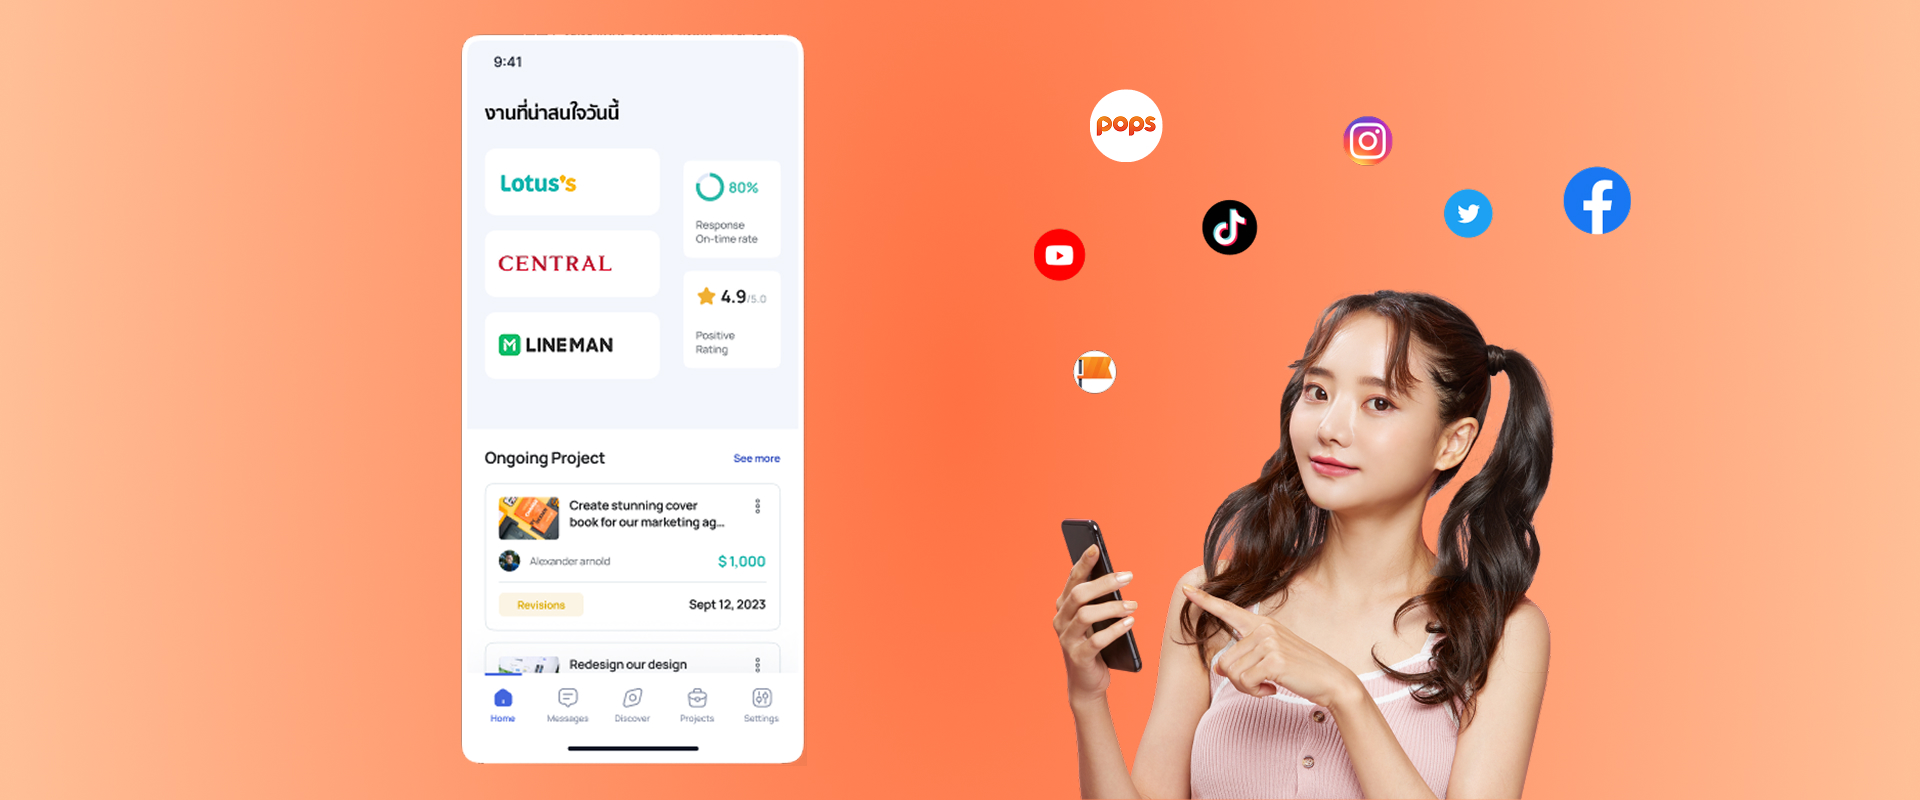 9:41
งานที่น่าสนใจวันนี้
Lotus's
80%
Response
On-time rate
CENTRAL
4.9/5.0
Positive
Rating
LINE MAN
Ongoing Project
See more
Create stunning cover
book for our marketing ag...
Alexander arnold
$1,000
Revisions
Sept 12, 2023
Redesign our design
Home
Messages
Discover
Projects
Settings
pops